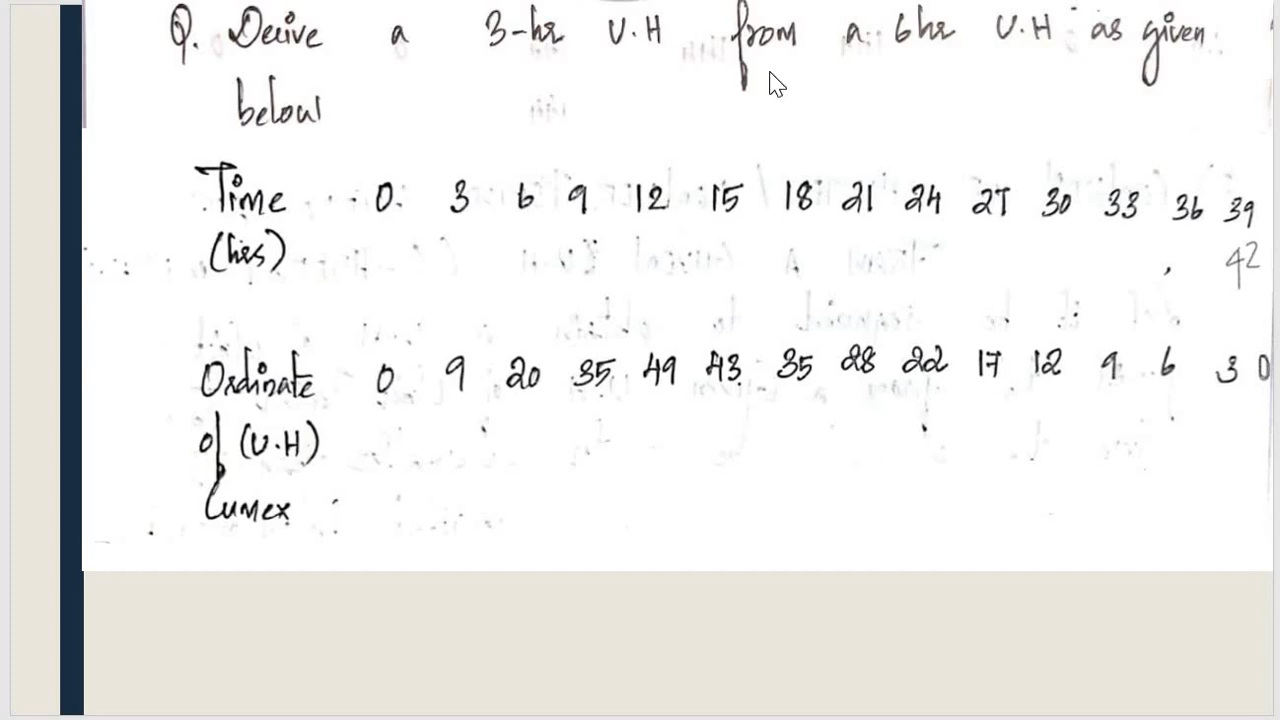 Q. Derive a 3-hr U.H from a 6hr U.H as given
below
Time 0 3 6 9 12 15 18 21 24 27 30 33 36 39
(hrs) 42
Ordinate 0 9 20 35 49 43 35 28 22 17 12 9 6 3 0
of (U.H)
Cumex